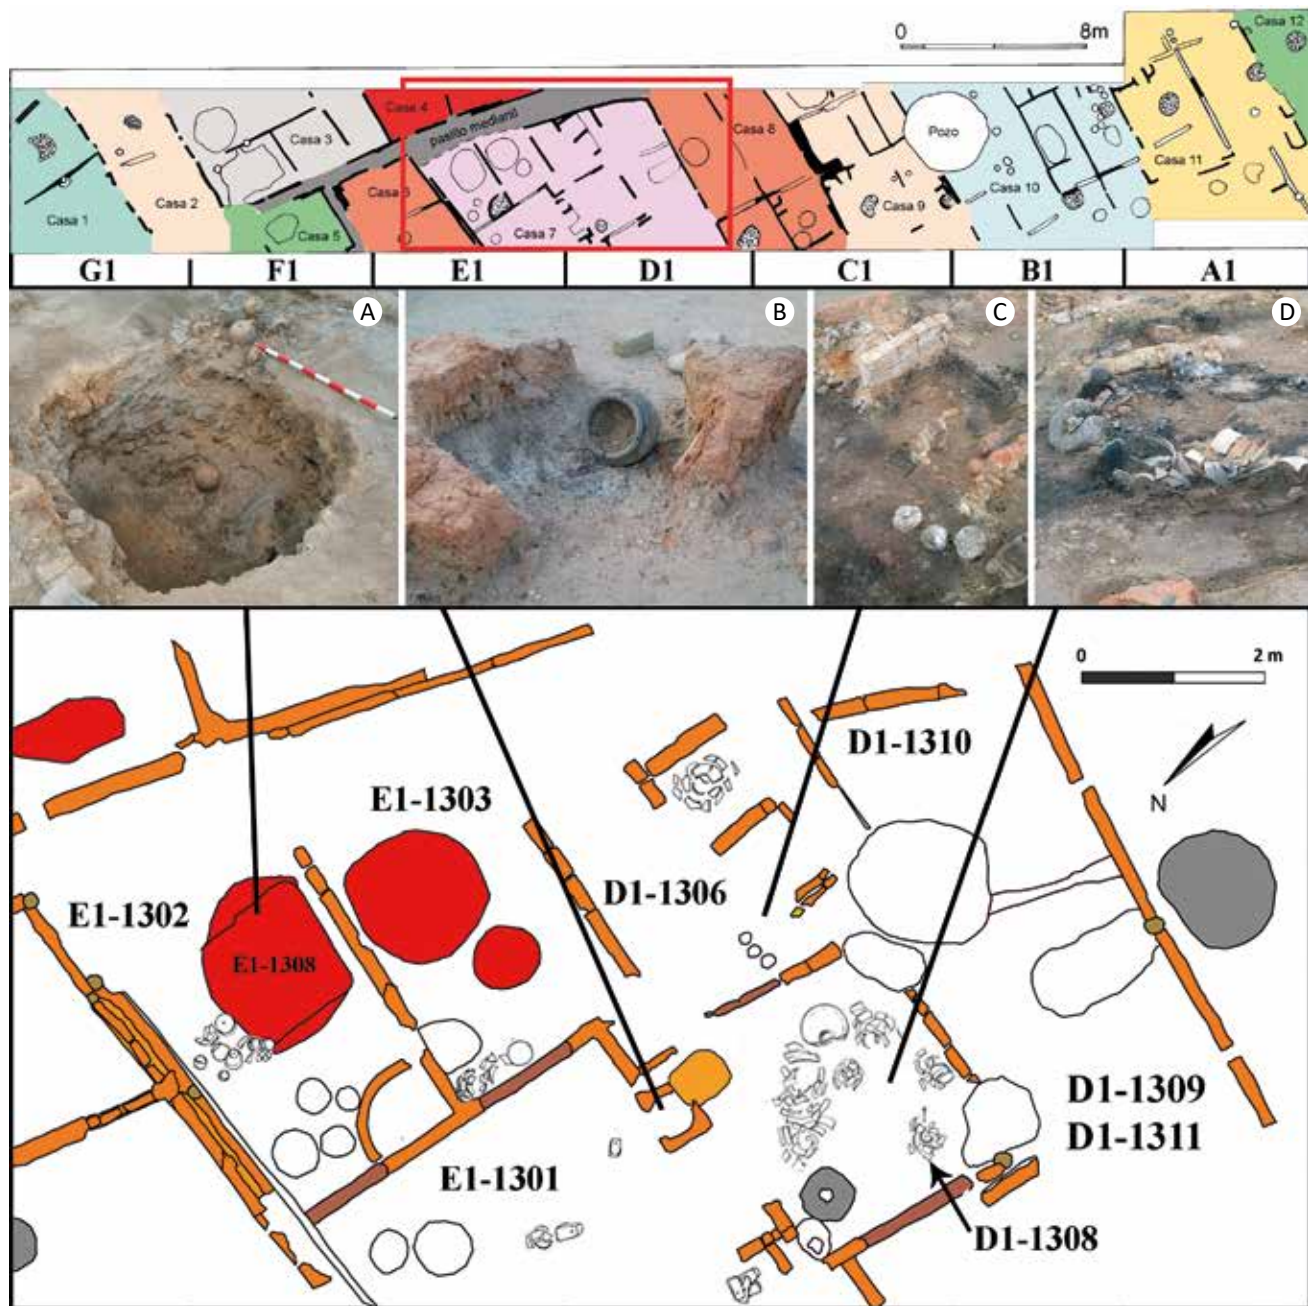 0 8m
Casa 12
Casa 4
pasillo medianil
Casa 3
Casa 8
Pozo
Casa 11
Casa 2
Casa 6
Casa 10
Casa 1
Casa 5
Casa 7
Casa 9
G1 F1 E1 D1 C1 B1 A1
A B C D
0 2 m
D1-1310
N
E1-1303
D1-1306
E1-1302
E1-1308
D1-1309
D1-1311
E1-1301
D1-1308